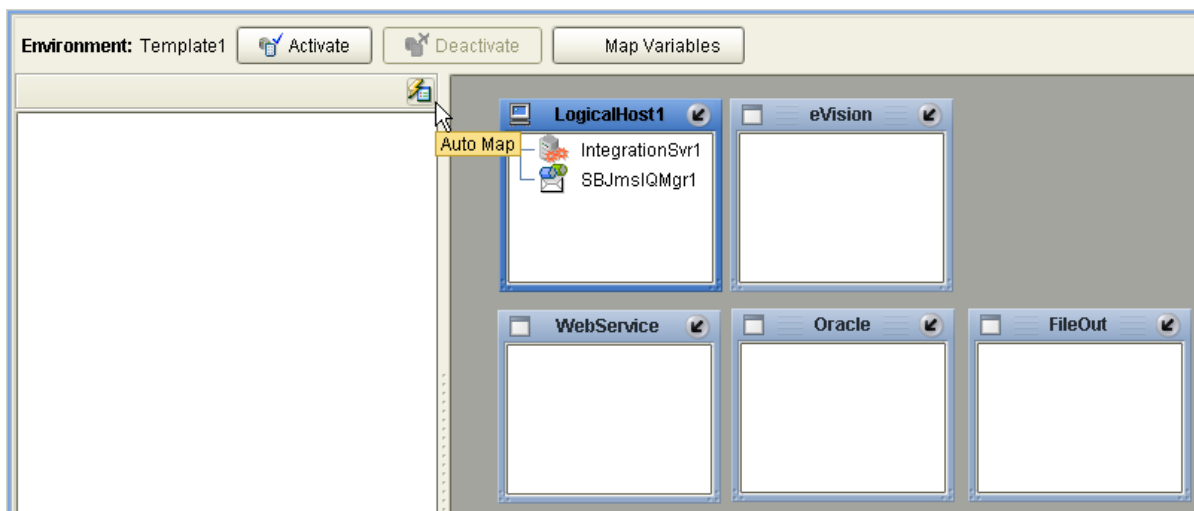 Environment: Template1 Activate Deactivate Map Variables
Auto Map
LogicalHost1
IntegrationSvr1
SBJmsIQMgr1
eVision
WebService
Oracle
FileOut